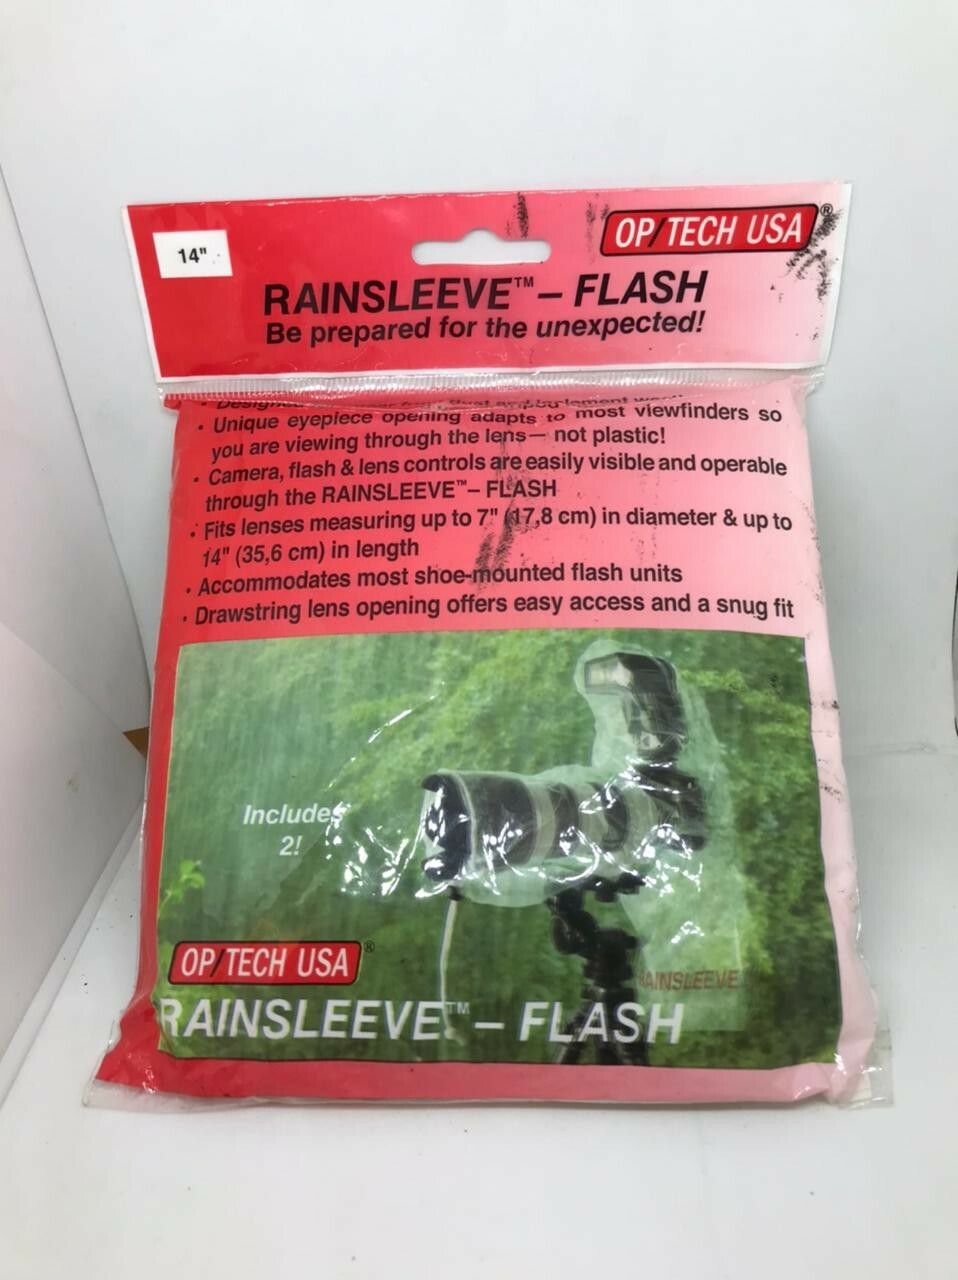 14"
OP/TECH USA®
RAINSLEEVE™ – FLASH
Be prepared for the unexpected!
• Unique eyepiece opening adapts to most viewfinders so
you are viewing through the lens— not plastic!
• Camera, flash & lens controls are easily visible and operable
through the RAINSLEEVE™– FLASH
• Fits lenses measuring up to 7" (17,8 cm) in diameter & up to
14" (35,6 cm) in length
• Accommodates most shoe-mounted flash units
• Drawstring lens opening offers easy access and a snug fit
Includes
2!
OP/TECH USA®
RAINSLEEVE
RAINSLEEVE™ – FLASH